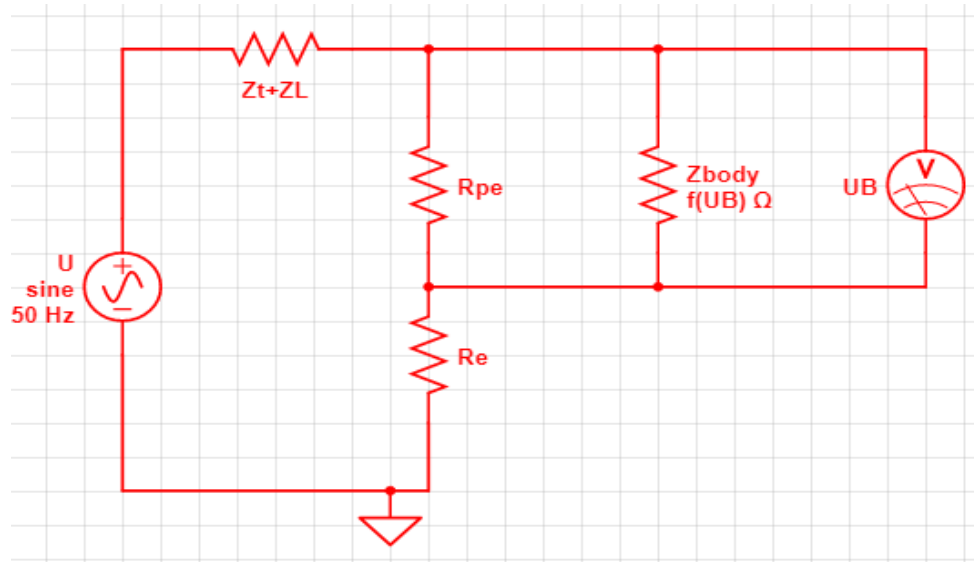 Zt+ZL
Rpe
Zbody
f(UB) Ω
V
UB
U
sine
50 Hz
Re